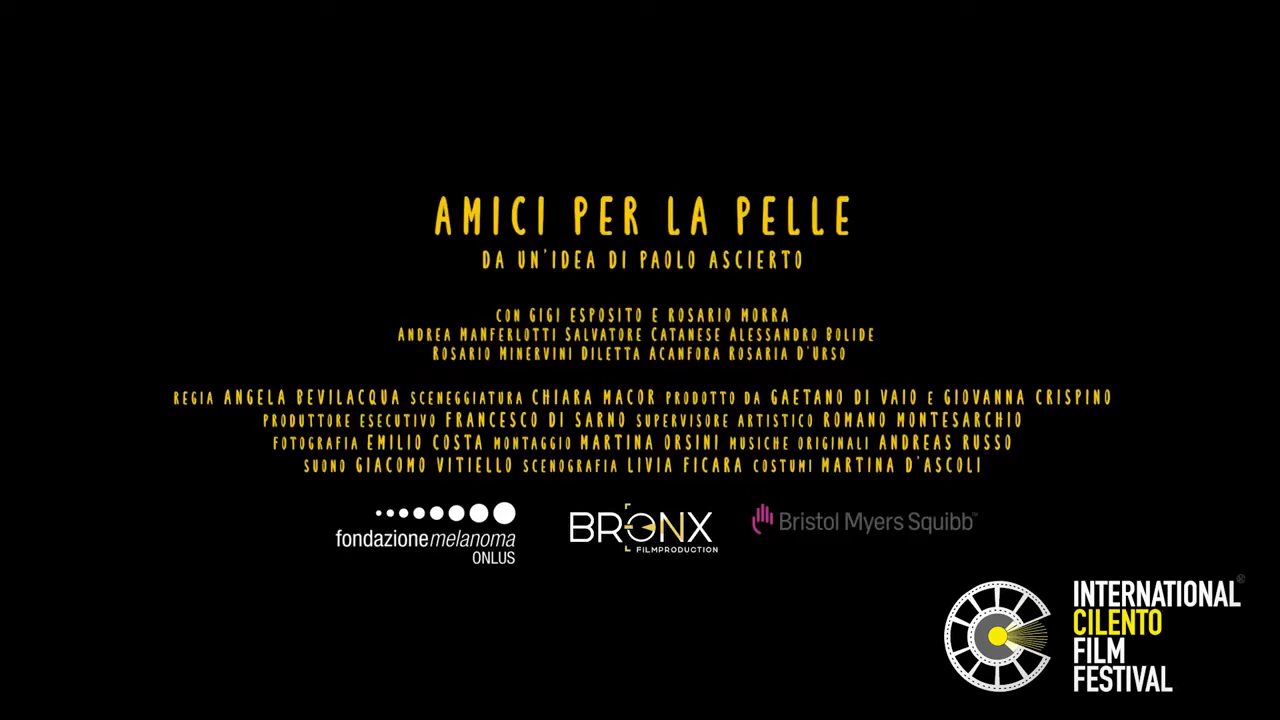 AMICI PER LA PELLE
DA UN'IDEA DI PAOLO ASCIERTO
CON GIGI ESPOSITO E ROSARIO MORRA
ANDREA MANFERLOTTI SALVATORE CATANESE ALESSANDRO BOLIDE
ROSARIO MINERVINI DILETTA ACANFORA ROSARIA D'URSO
REGIA ANGELA BEVILACQUA SCENEGGIATURA CHIARA MACOR PRODOTTO DA GAETANO DI VAIO E GIOVANNA CRISPINO
PRODUTTORE ESECUTIVO FRANCESCO DI SARNO SUPERVISORE ARTISTICO ROMANO MONTESARCHIO
FOTOGRAFIA EMILIO COSTA MONTAGGIO MARTINA ORSINI MUSICHE ORIGINALI ANDREAS RUSSO
SUONO GIACOMO VITIELLO SCENOGRAFIA LIVIA FICARA COSTUMI MARTINA D'ASCOLI
fondazionemelanoma
ONLUS
BRONX
FILMPRODUCTION
Bristol Myers Squibb™
INTERNATIONAL®
CILENTO
FILM
FESTIVAL